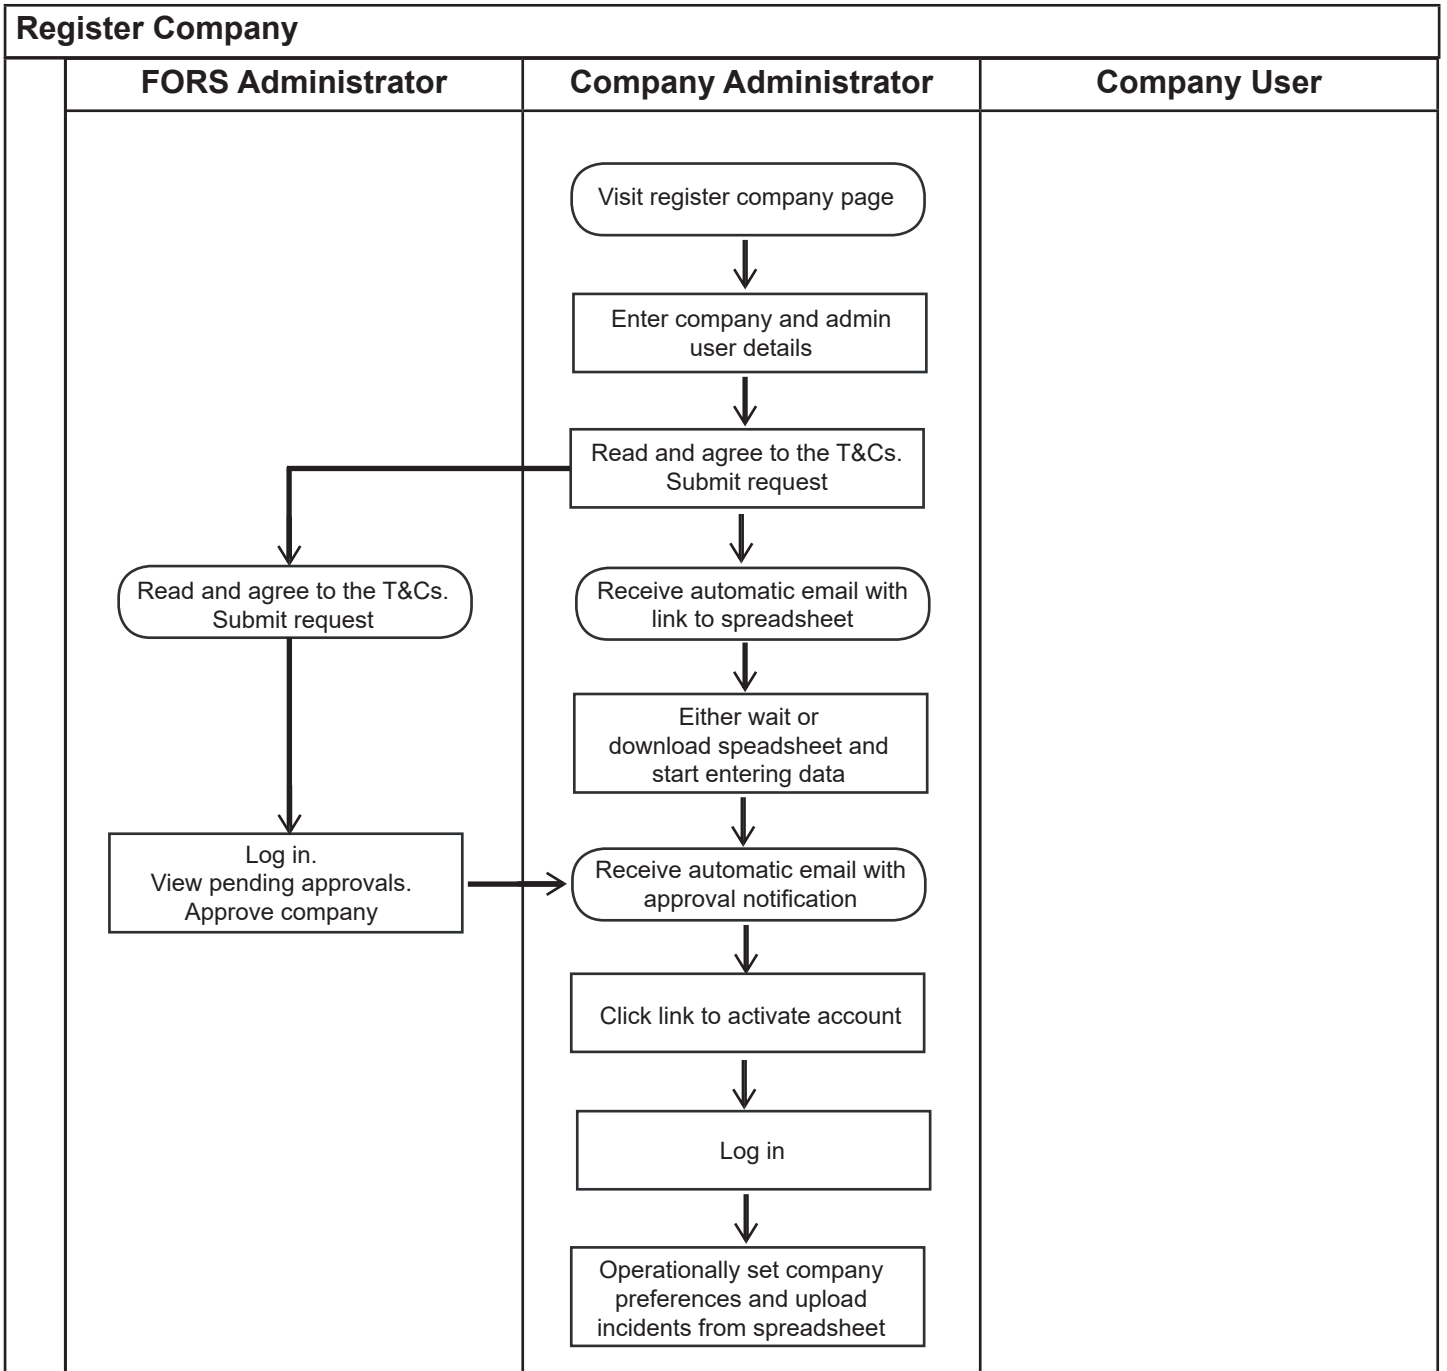 Register Company
FORS Administrator
Company Administrator
Company User
Visit register company page
Enter company and admin
user details
Read and agree to the T&Cs.
Submit request
Read and agree to the T&Cs.
Submit request
Receive automatic email with
link to spreadsheet
Either wait or
download speadsheet and
start entering data
Log in.
View pending approvals.
Approve company
Receive automatic email with
approval notification
Click link to activate account
Log in
Operationally set company
preferences and upload
incidents from spreadsheet